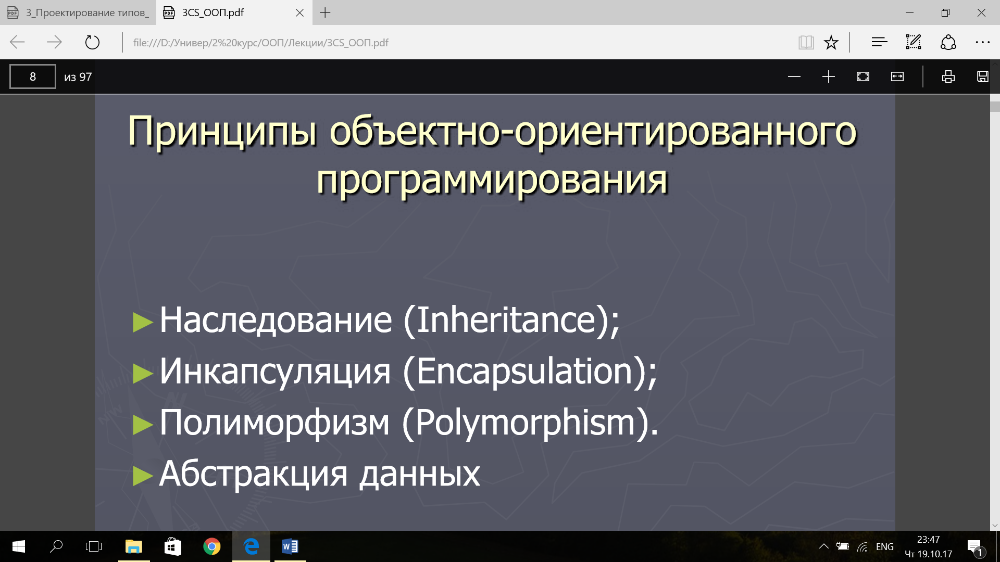 3_Проектирование типов_
3CS_ООП.pdf
file:///D:/Универ/2%20курс/ООП/Лекции/3CS_ООП.pdf
8 из 97
Принципы объектно-ориентированного
программирования
►Наследование (Inheritance);
►Инкапсуляция (Encapsulation);
►Полиморфизм (Polymorphism).
►Абстракция данных
NW
N
ENG
23:47
Чт 19.10.17
1